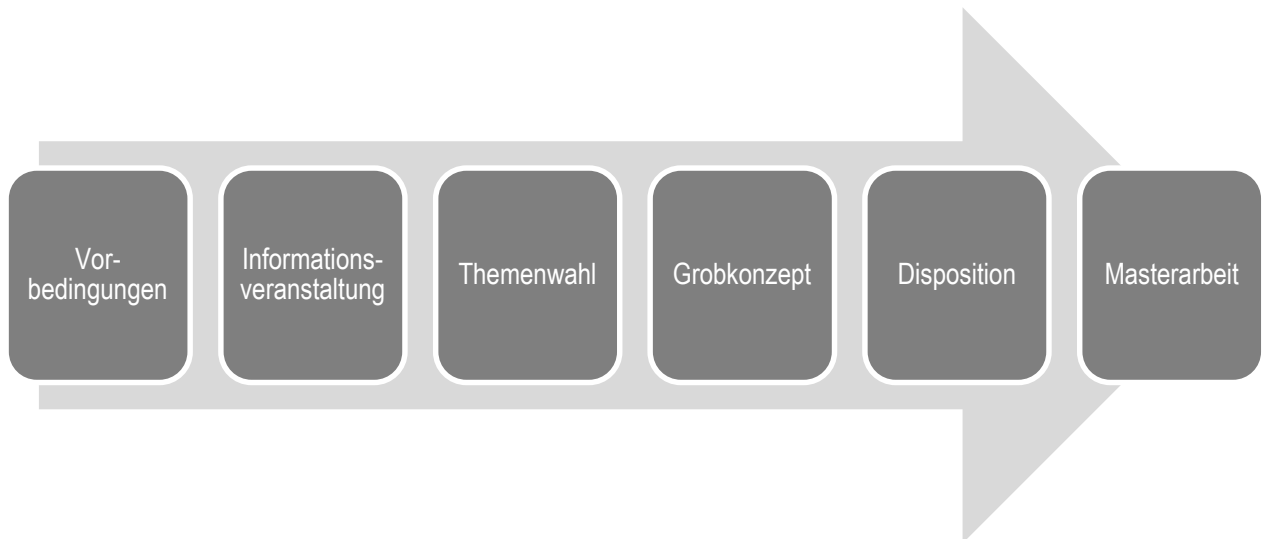 Vor-
bedingungen
Informations-
veranstaltung
Themenwahl
Grobkonzept
Disposition
Masterarbeit